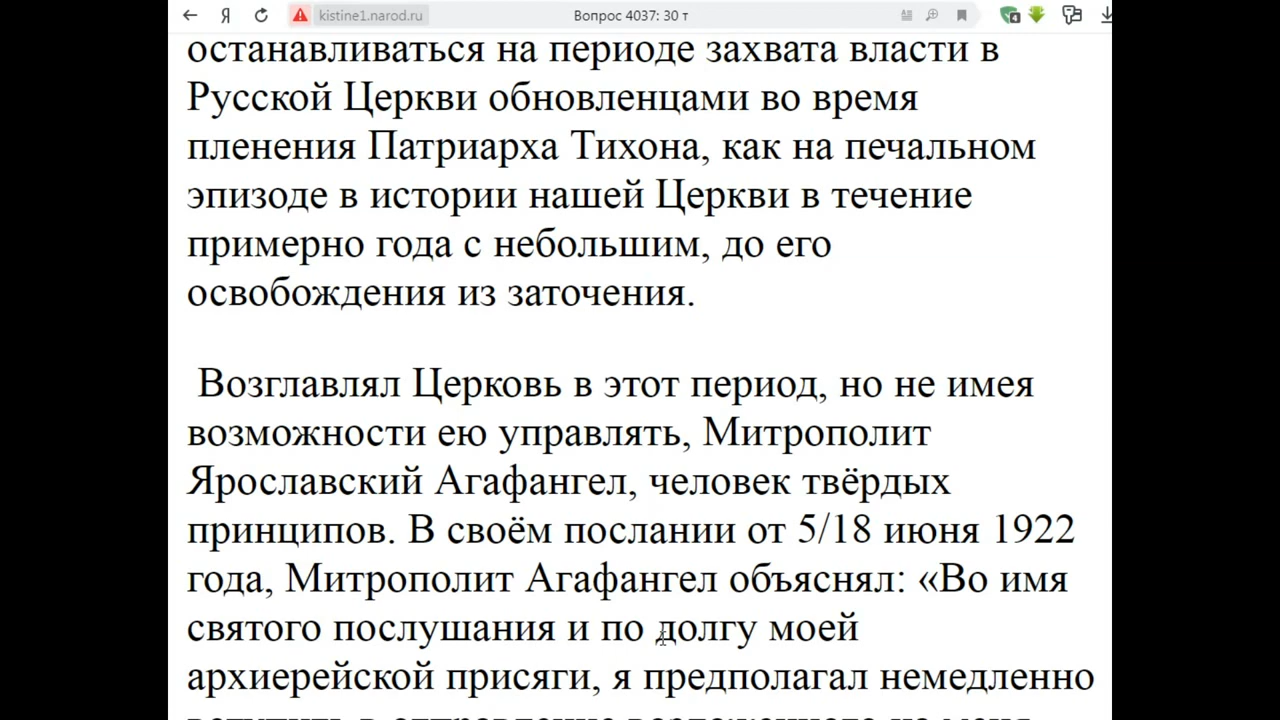 kistine1.narod.ru
Вопрос 4037: 30 т
4
останавливаться на периоде захвата власти в
Русской Церкви обновленцами во время
пленения Патриарха Тихона, как на печальном
эпизоде в истории нашей Церкви в течение
примерно года с небольшим, до его
освобождения из заточения.
Возглавлял Церковь в этот период, но не имея
возможности ею управлять, Митрополит
Ярославский Агафангел, человек твёрдых
принципов. В своём послании от 5/18 июня 1922
года, Митрополит Агафангел объяснял: «Во имя
святого послушания и по долгу моей
архиерейской присяги, я предполагал немедленно